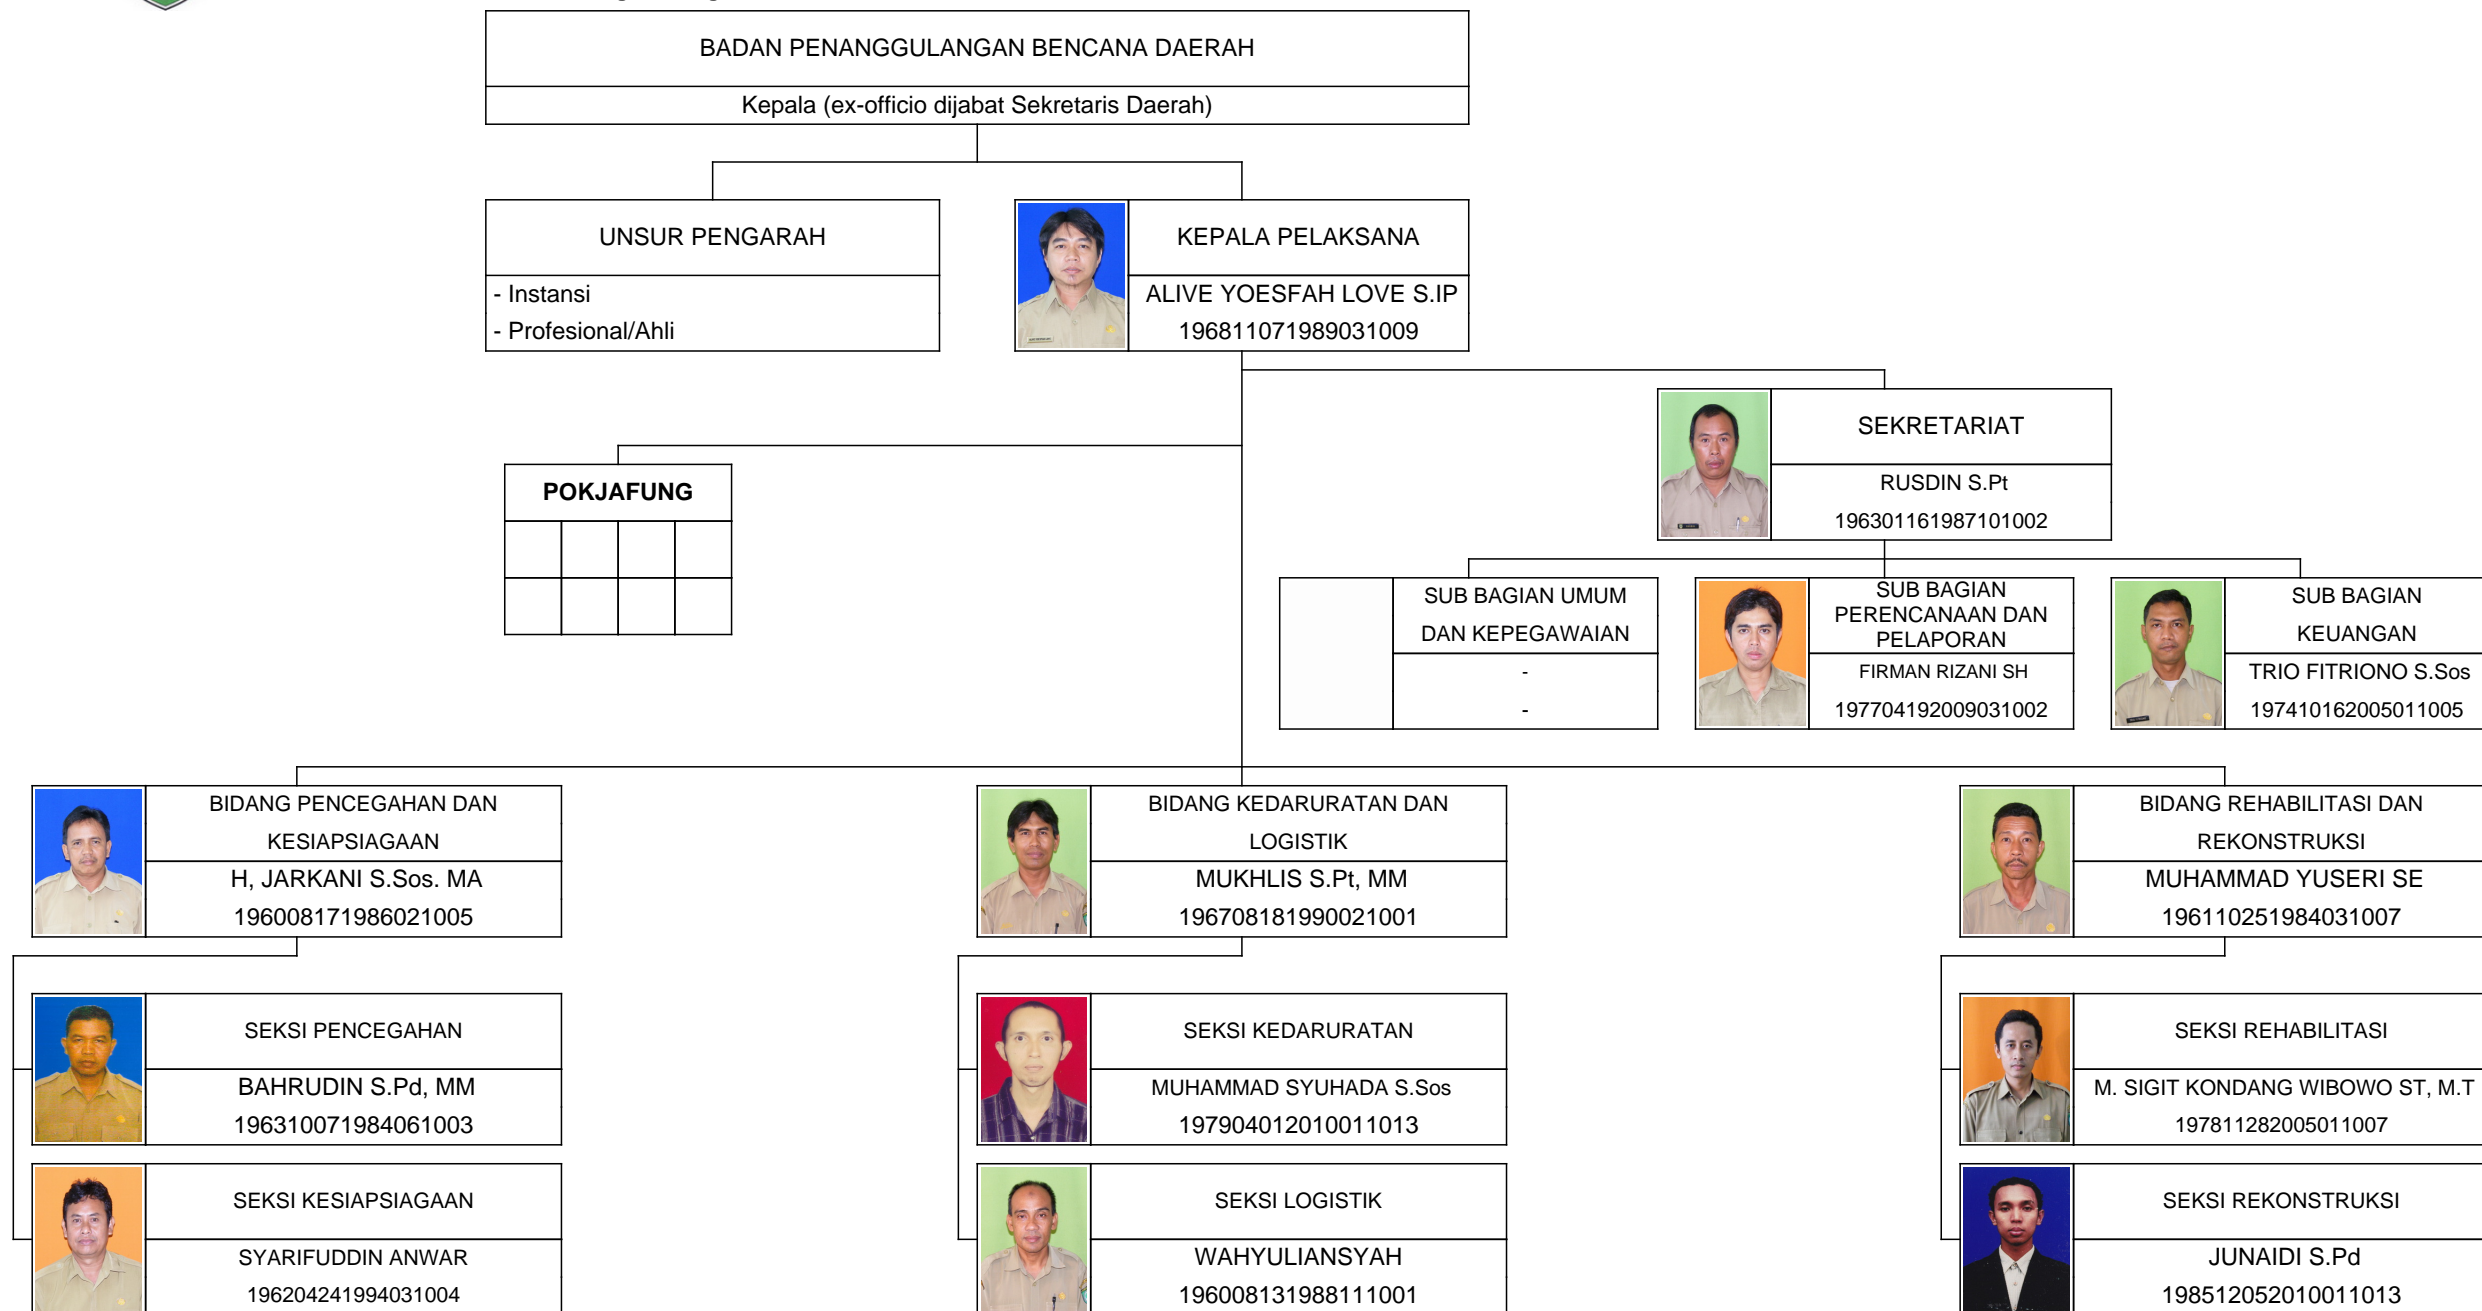 BADAN PENANGGULANGAN BENCANA DAERAH
Kepala (ex-officio dijabat Sekretaris Daerah)
UNSUR PENGARAH
- Instansi
- Profesional/Ahli
KEPALA PELAKSANA
ALIVE YOESFAH LOVE S.IP
196811071989031009
SEKRETARIAT
RUSDIN S.Pt
196301161987101002
POKJAFUNG
SUB BAGIAN UMUM
DAN KEPEGAWAIAN
-
-
SUB BAGIAN
PERENCANAAN DAN
PELAPORAN
FIRMAN RIZANI SH
197704192009031002
SUB BAGIAN
KEUANGAN
TRIO FITRIONO S.Sos
197410162005011005
BIDANG PENCEGAHAN DAN
KESIAPSIAGAAN
H, JARKANI S.Sos. MA
196008171986021005
BIDANG KEDARURATAN DAN
LOGISTIK
MUKHLIS S.Pt, MM
196708181990021001
BIDANG REHABILITASI DAN
REKONSTRUKSI
MUHAMMAD YUSERI SE
196110251984031007
SEKSI PENCEGAHAN
BAHRUDIN S.Pd, MM
196310071984061003
SEKSI KEDARURATAN
MUHAMMAD SYUHADA S.Sos
197904012010011013
SEKSI REHABILITASI
M. SIGIT KONDANG WIBOWO ST, M.T
197811282005011007
SEKSI KESIAPSIAGAAN
SYARIFUDDIN ANWAR
196204241994031004
SEKSI LOGISTIK
WAHYULIANSYAH
196008131988111001
SEKSI REKONSTRUKSI
JUNAIDI S.Pd
198512052010011013